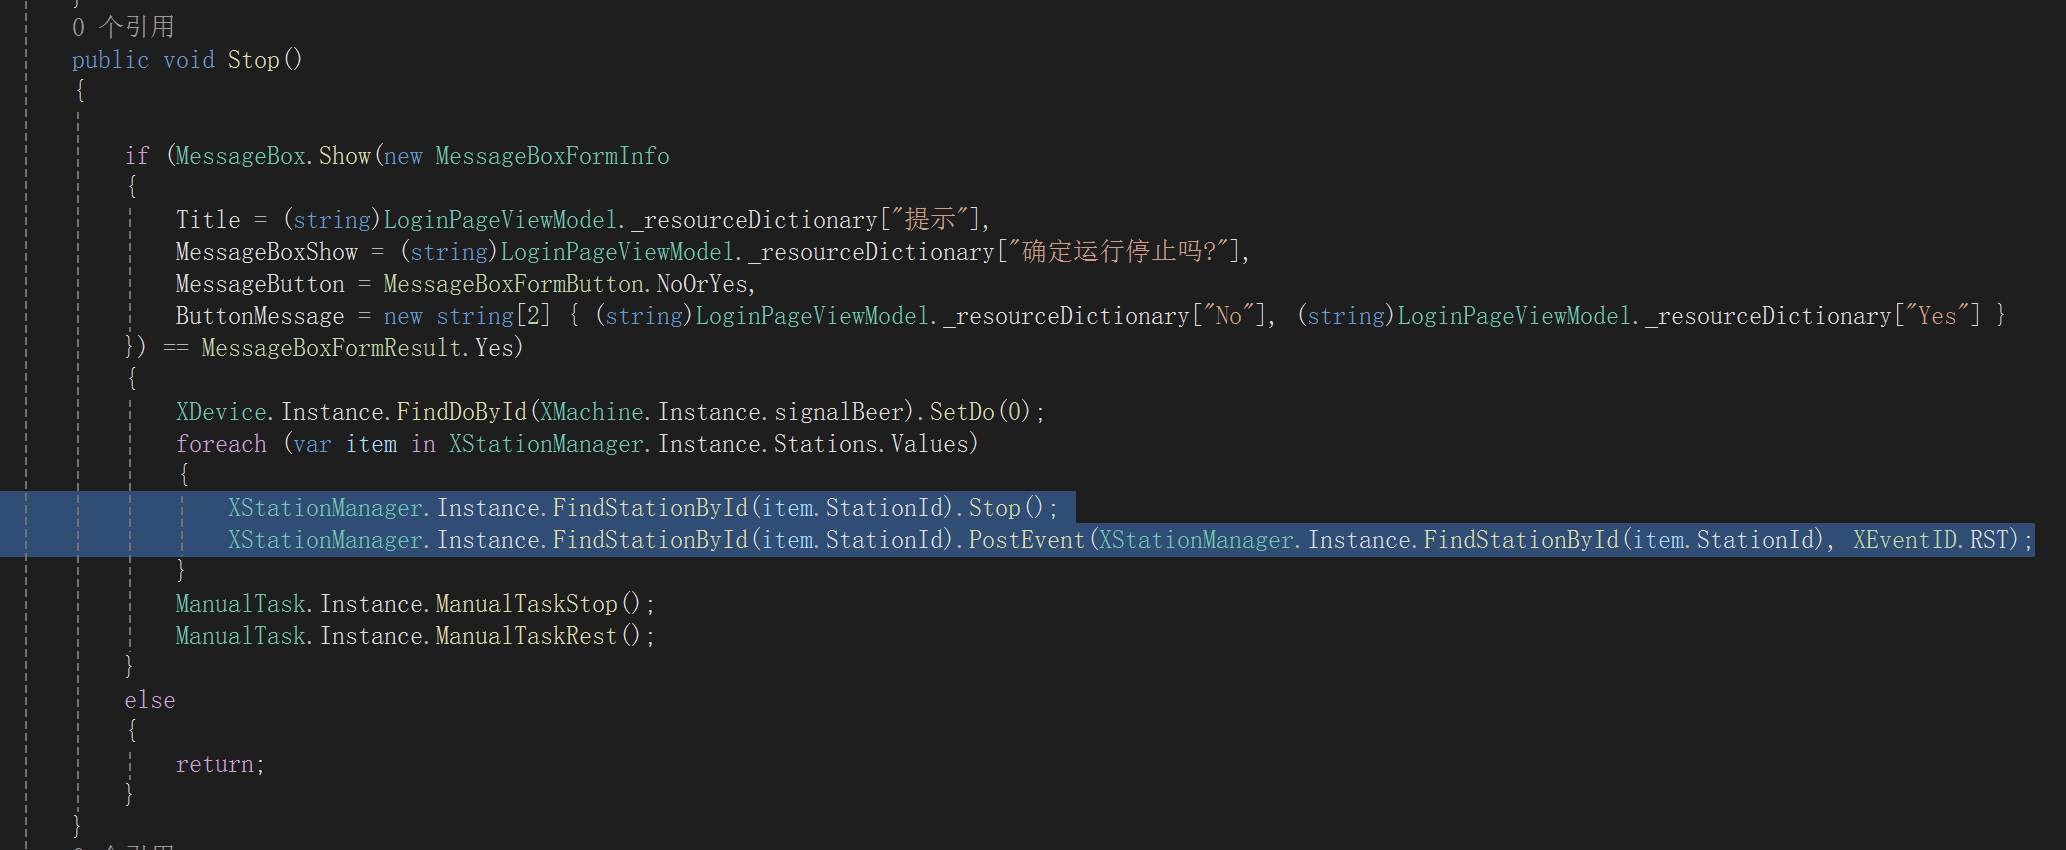 }
0 个引用
public void Stop()
{
if (MessageBox.Show(new MessageBoxFormInfo
{
Title = (string)LoginPageViewModel._resourceDictionary["提示"],
MessageBoxShow = (string)LoginPageViewModel._resourceDictionary["确定运行停止吗?"],
MessageButton = MessageBoxFormButton.NoOrYes,
ButtonMessage = new string[2] { (string)LoginPageViewModel._resourceDictionary["No"], (string)LoginPageViewModel._resourceDictionary["Yes"] }
}) == MessageBoxFormResult.Yes)
{
XDevice.Instance.FindDoById(XMachine.Instance.signalBeer).SetDo(0);
foreach (var item in XStationManager.Instance.Stations.Values)
{
XStationManager.Instance.FindStationById(item.StationId).Stop();
XStationManager.Instance.FindStationById(item.StationId).PostEvent(XStationManager.Instance.FindStationById(item.StationId), XEventID.RST);
}
ManualTask.Instance.ManualTaskStop();
ManualTask.Instance.ManualTaskRest();
}
else
{
return;
}
}